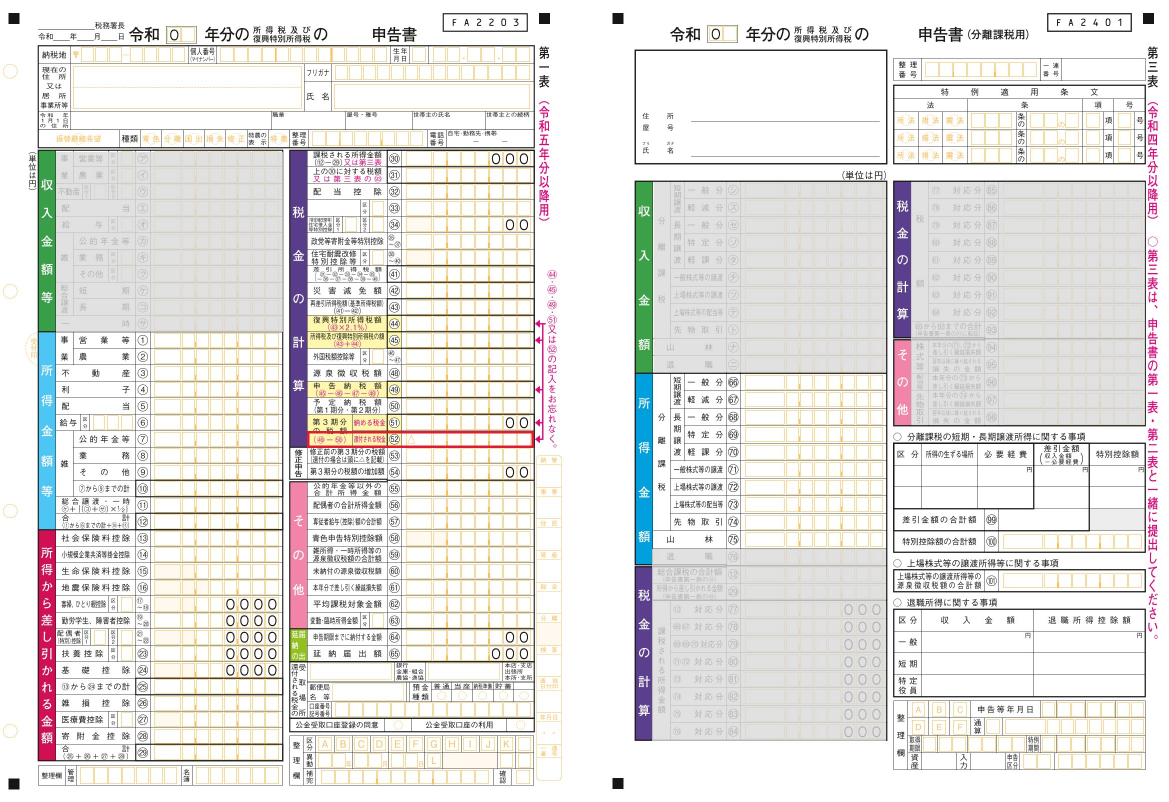 税務署長
令和__年__月__日
令和 0 年分の 所得税及び復興特別所得税 の 申告書
FA2203
第一表（令和五年分以降用）
納税地
〒
個人番号（マイナンバー）
生年月日
現在の住所又は居所事業所等
フリガナ
氏名
令和 年1月1日の住所
職業
屋号・雅号
世帯主の氏名
世帯主との続柄
振替継続希望
種類
青色 分離 国出 損失 修正
特農の表示
特農
整理番号
電話番号
自宅・勤務先・携帯
(単位は円)
収入金額等
事 営業等 区分 ㋐
業 農業 区分 ㋑
不動産
配当
給与
雑 公的年金等
業務
その他
総合譲渡 短期
長期
一時
所得金額等
事 営業等 ①
業 農業 ②
不動産 ③
利子 ④
配当 ⑤
給与 区分 ⑥
雑 公的年金等 ⑦
業務 ⑧
その他 ⑨
⑦から⑨までの計 ⑩
総合譲渡・一時 ⑪
合計 ⑫
所得から差し引かれる金額
社会保険料控除 ⑬
小規模企業共済等掛金控除 ⑭
生命保険料控除 ⑮
地震保険料控除 ⑯
寡婦、ひとり親控除 区分 ⑰〜⑱ 0000
勤労学生、障害者控除 ⑲〜⑳ 0000
配偶者(特別)控除 区分1 区分2 ㉑〜㉒ 0000
扶養控除 区分 ㉓ 0000
基礎控除 ㉔ 0000
⑬から㉔までの計 ㉕
雑損控除 ㉖
医療費控除 区分 ㉗
寄附金控除 ㉘
合計 (㉕+㉖+㉗+㉘) ㉙
整理欄 管理 名簿
税金の計算
課税される所得金額 (⑫-㉙)又は第三表 ㉚ 000
上の㉚に対する税額 又は第三表の ㉛
配当控除 ㉜
区分 ㉝
区分1 区分2 ㉞ 00
政党等寄附金等特別控除 ㉟〜㊲
住宅耐震改修特別控除等 区分 ㊳〜㊵
差引所得税額 ㊶
災害減免額 ㊷
再差引所得税額(基準所得税額) (㊶-㊷) ㊸
復興特別所得税額 (㊸×2.1%) ㊹
所得税及び復興特別所得税の額 (㊸+㊹) ㊺
外国税額控除等 区分 ㊻〜㊼
源泉徴収税額 ㊽
申告納税額 (㊺-㊻-㊼-㊽) ㊾
予定納税額 (第1期分・第2期分) ㊿
第3期分の税額 納める税金 51 00
(㊾-㊿) 還付される税金 52 △
修正申告
修正前の第3期分の税額 (還付の場合は頭に△を記載) 53
第3期分の税額の増加額 54 00
その他
公的年金等以外の合計所得金額 55
配偶者の合計所得金額 56
専従者給与(控除)額の合計額 57
青色申告特別控除額 58
雑所得・一時所得等の源泉徴収税額の合計額 59
未納付の源泉徴収税額 60
本年分で差し引く繰越損失額 61
平均課税対象金額 62
変動・臨時所得金額 区分 63
延納の届出
申告期限までに納付する金額 64 00
延納届出額 65 000
還付される税金の受取場所
銀行 金庫・組合 農協・漁協
本店・支店 出張所 本所・支所
郵便局名等
預金種類 普通 当座 納税準備 貯蓄
口座番号 記号番号
公金受取口座登録の同意
公金受取口座の利用
整理欄
区分 A B C D E F G H I J K
異動 年 月 日 L
補完
確認
㊹・㊺・㊾・51又は52の記入をお忘れなく。
令和 0 年分の 所得税及び復興特別所得税 の 申告書（分離課税用）
FA2401
第三表（令和四年分以降用）
○第三表は、申告書の第一表・第二表と一緒に提出してください。
住所
屋号
フリガナ
氏名
整理番号
一連番号
特例適用条文
法 条 項 号
所法 措法 震法 条の の 項 号
所法 措法 震法 条の の 項 号
所法 措法 震法 条の の 項 号
(単位は円)
収入金額
分離課税
短期譲渡 一般分
軽減分
長期譲渡 一般分
特定分
軽課分
一般株式等の譲渡
上場株式等の譲渡
上場株式等の配当等
先物取引
山林
退職
所得金額
分離課税
短期譲渡 一般分 66
軽減分 67
長期譲渡 一般分 68
特定分 69
軽課分 70
一般株式等の譲渡 71
上場株式等の譲渡 72
上場株式等の配当等 73
先物取引 74
山林 75
退職 76
税金の計算
総合課税の合計額 (申告書第一表の⑫) 12
所得から差し引かれる金額 (申告書第一表の㉙) 29
課税される所得金額
⑫対応分 77 000
66 67対応分 78 000
68 69 70対応分 79 000
71 72対応分 80 000
73対応分 81 000
74対応分 82 000
75対応分 83 000
76対応分 84 000
税金の計算
税額
77対応分 85
78対応分 86
79対応分 87
80対応分 88
81対応分 89
82対応分 90
83対応分 91
84対応分 92
85から92までの合計 (申告書第一表の㉛に転記) 93
その他
株式等
本年分の71、72から差し引く繰越損失額 94
翌年以後に繰り越される損失の金額 95
配当等
本年分の73から差し引く繰越損失額 96
先物取引
本年分の74から差し引く繰越損失額 97
翌年以後に繰り越される損失の金額 98
○ 分離課税の短期・長期譲渡所得に関する事項
区分 所得の生ずる場所 必要経費 差引金額（収入金額－必要経費） 特別控除額
円 円 円
差引金額の合計額 99
特別控除額の合計額 100
○ 上場株式等の譲渡所得等に関する事項
上場株式等の譲渡所得等の源泉徴収税額の合計額 101
○ 退職所得に関する事項
区分 収入金額 退職所得控除額
一般 円 円
短期
特定役員
整理欄
A B C 申告等年月日
D E F 通算
取得期限 特例期間
資産 入力 申告区分